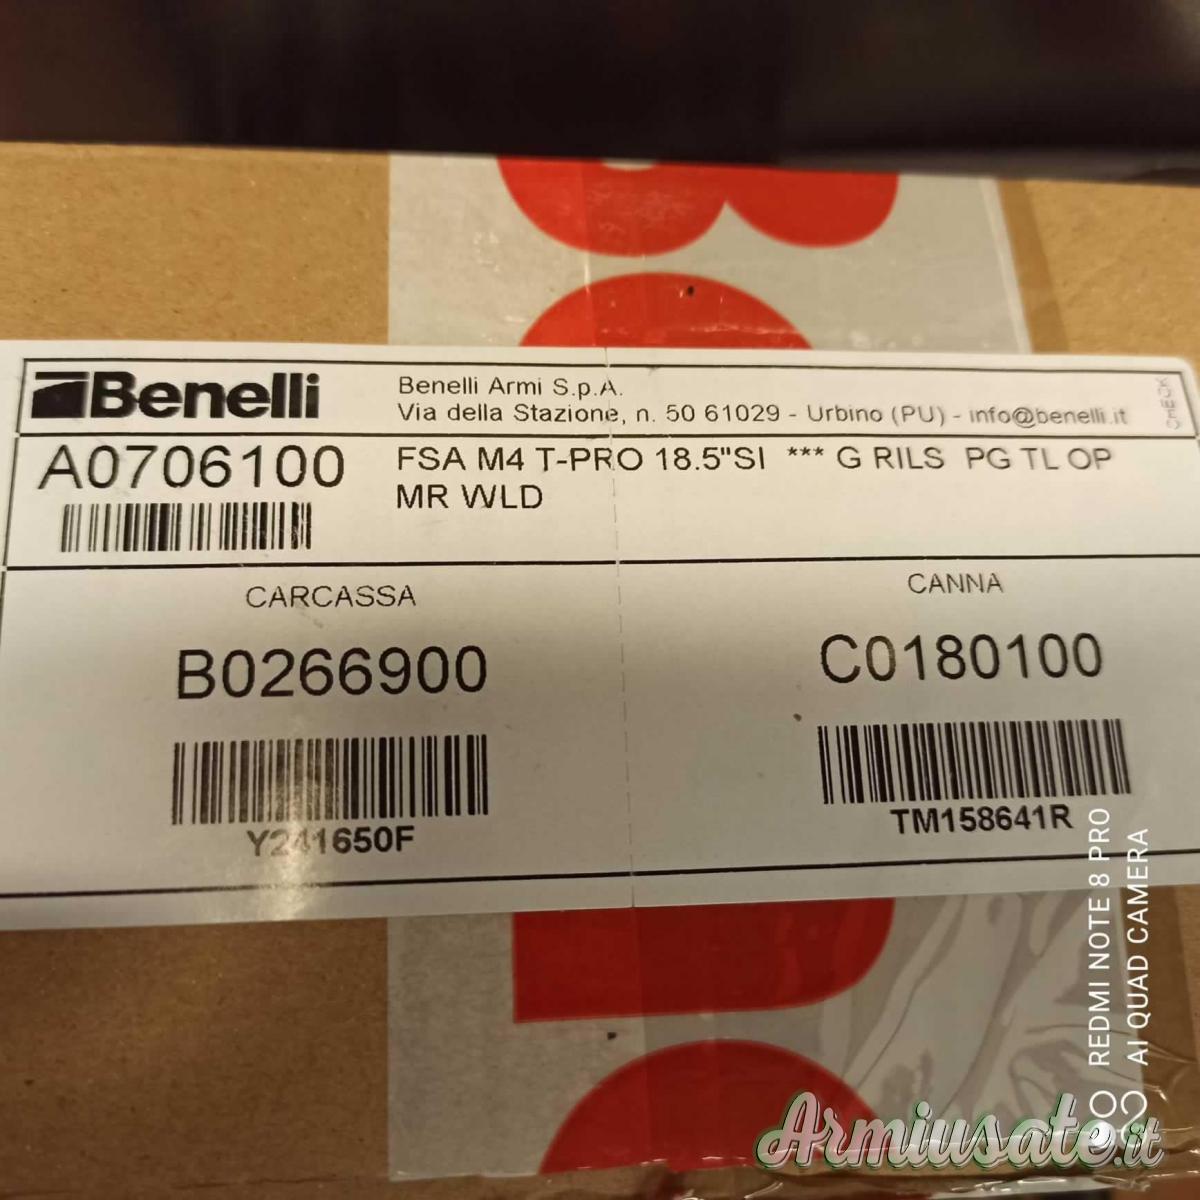 Benelli
Benelli Armi S.p.A.
Via della Stazione, n. 50 61029 - Urbino (PU) - info@benelli.it
CHECK
A0706100
FSA M4 T-PRO 18.5"SI *** G RILS PG TL OP
MR WLD
CARCASSA
B0266900
Y241650F
CANNA
C0180100
TM158641R
REDMI NOTE 8 PRO
AI QUAD CAMERA
Armiusate.it